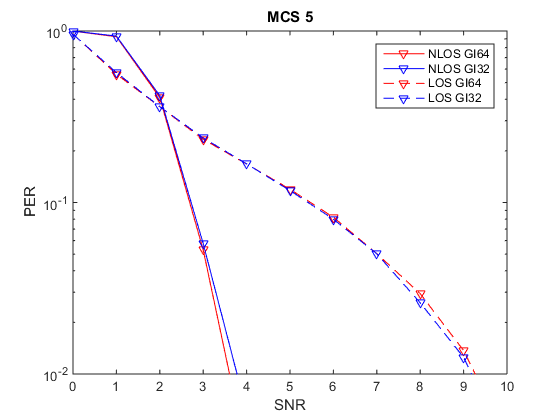 MCS 5
10^0
10^-1
10^-2
PER
NLOS GI64
NLOS GI32
LOS GI64
LOS GI32
0 1 2 3 4 5 6 7 8 9 10
SNR